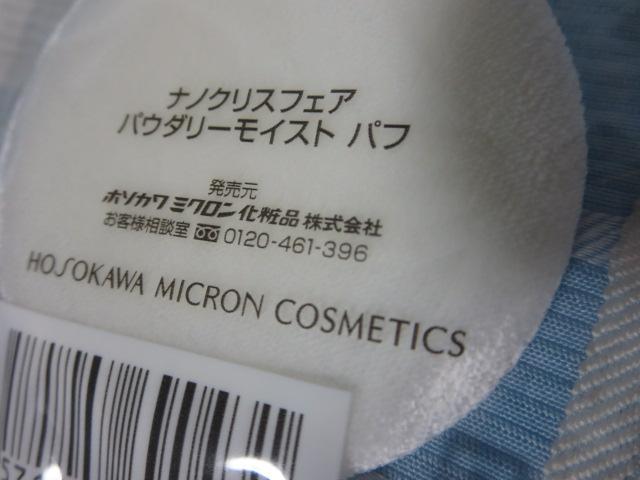 ナノクリスフェア
パウダリーモイスト パフ
発売元
ホソカワミクロン化粧品株式会社
お客様相談室 0120-461-396
HOSOKAWA MICRON COSMETICS